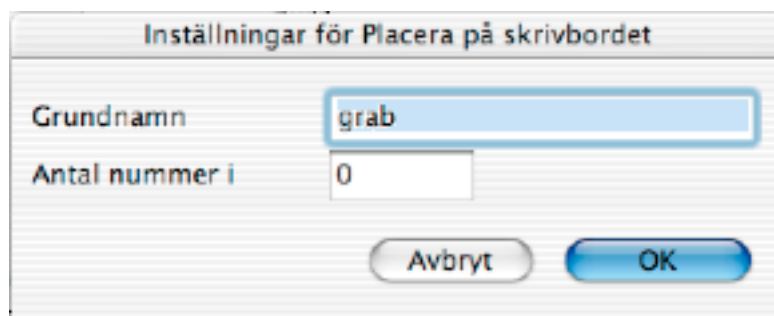 Inställningar för Placera på skrivbordet
Grundnamn grab
Antal nummer i 0
Avbryt OK